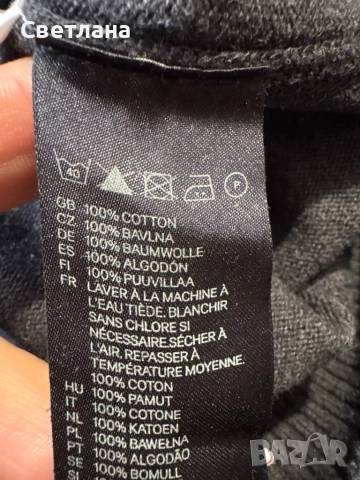 Светлана
40
P
GB 100% COTTON
CZ 100% BAVLNA
DE 100% BAUMWOLLE
ES 100% ALGODÓN
FI 100% PUUVILLAA
FR LAVER À LA MACHINE À
L'EAU TIÈDE. BLANCHIR
SANS CHLORE SI
NÉCESSAIRE.SÉCHER À
L'AIR. REPASSER À
TEMPÉRATURE MOYENNE.
100% COTON
HU 100% PAMUT
IT 100% COTONE
NL 100% KATOEN
PL 100% BAWEŁNA
PT 100% ALGODÃO
SE 100% BOMULL
SI
BAZAR